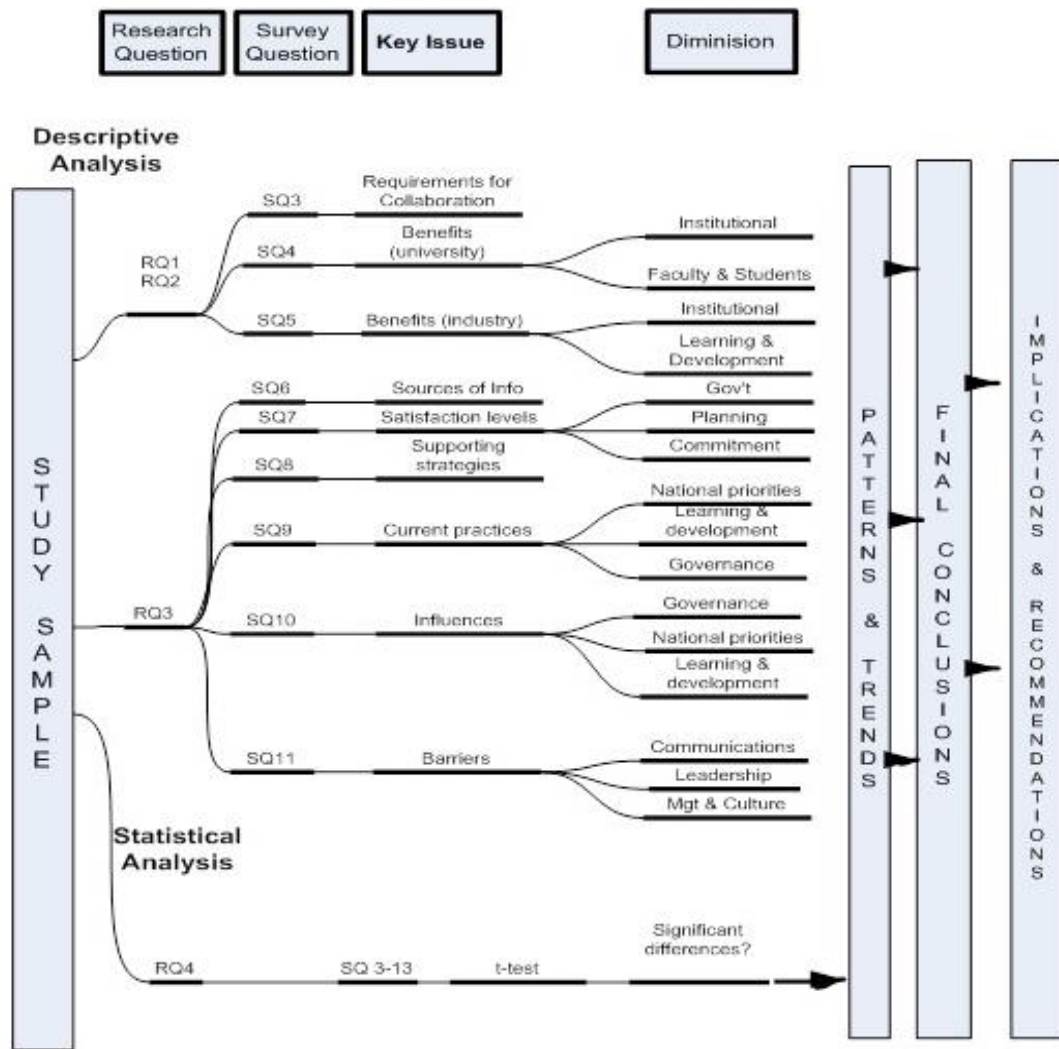 Research
Question
Survey
Question
Key Issue
Diminision
Descriptive
Analysis
STUDY SAMPLE
RQ1
RQ2
SQ3
Requirements for
Collaboration
SQ4
Benefits
(university)
Institutional
Faculty & Students
SQ5
Benefits (industry)
Institutional
Learning &
Development
RQ3
SQ6
Sources of Info
SQ7
Satisfaction levels
Gov't
Planning
Commitment
SQ8
Supporting
strategies
SQ9
Current practices
National priorities
Learning &
development
Governance
SQ10
Influences
Governance
National priorities
Learning &
development
SQ11
Barriers
Communications
Leadership
Mgt & Culture
Statistical
Analysis
RQ4
SQ 3-13
t-test
Significant
differences?
PATTERNS & TRENDS
FINAL CONCLUSIONS
IMPLICATIONS & RECOMMENDATIONS